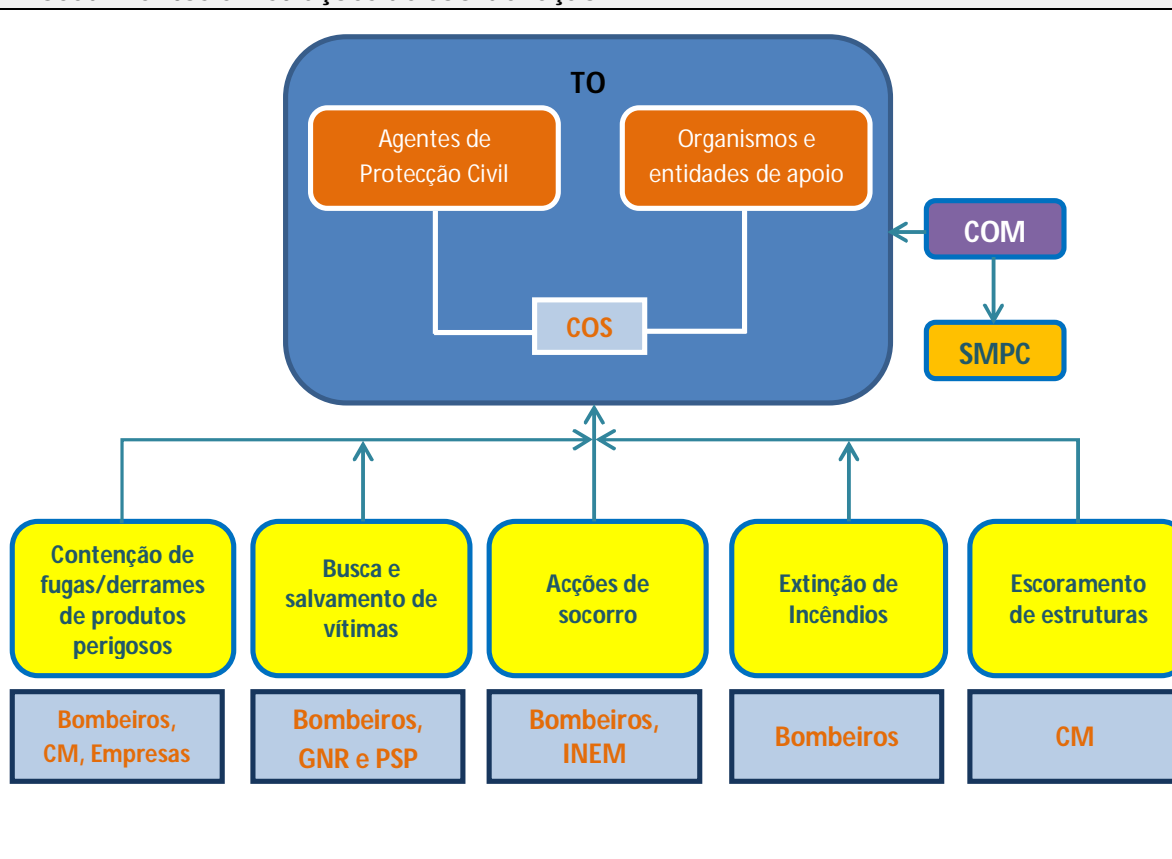 TO
Agentes de
Protecção Civil
Organismos e
entidades de apoio
COM
COS
SMPC
Contenção de
fugas/derrames
de produtos
perigosos
Busca e
salvamento de
vítimas
Acções de
socorro
Extinção de
Incêndios
Escoramento
de estruturas
Bombeiros,
CM, Empresas
Bombeiros,
GNR e PSP
Bombeiros,
INEM
Bombeiros
CM